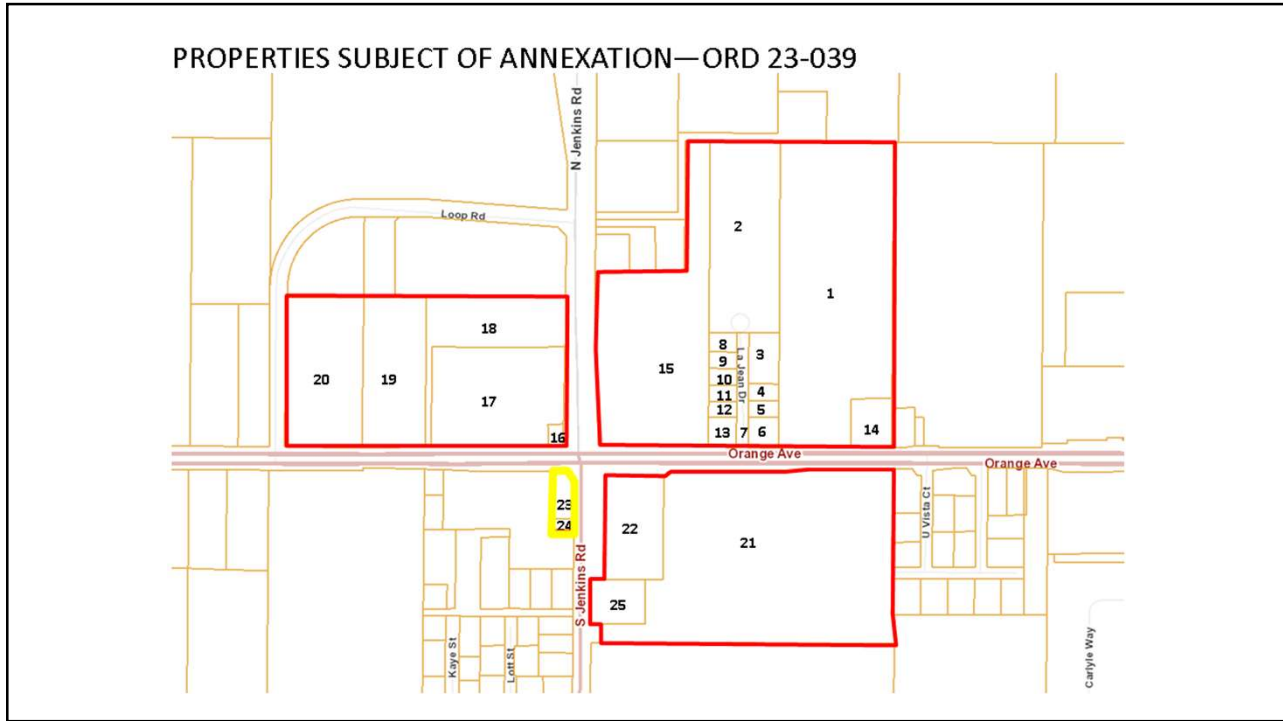 PROPERTIES SUBJECT OF ANNEXATION—ORD 23-039
N Jenkins Rd
Loop Rd
2
1
18
8
3
La Jean Dr
9
15
20
19
10
4
11
17
12
5
16
13
7
6
14
Orange Ave
Orange Ave
23
24
22
21
U Vista Ct
S Jenkins Rd
25
Kaye St
Lott St
Carlyle Way